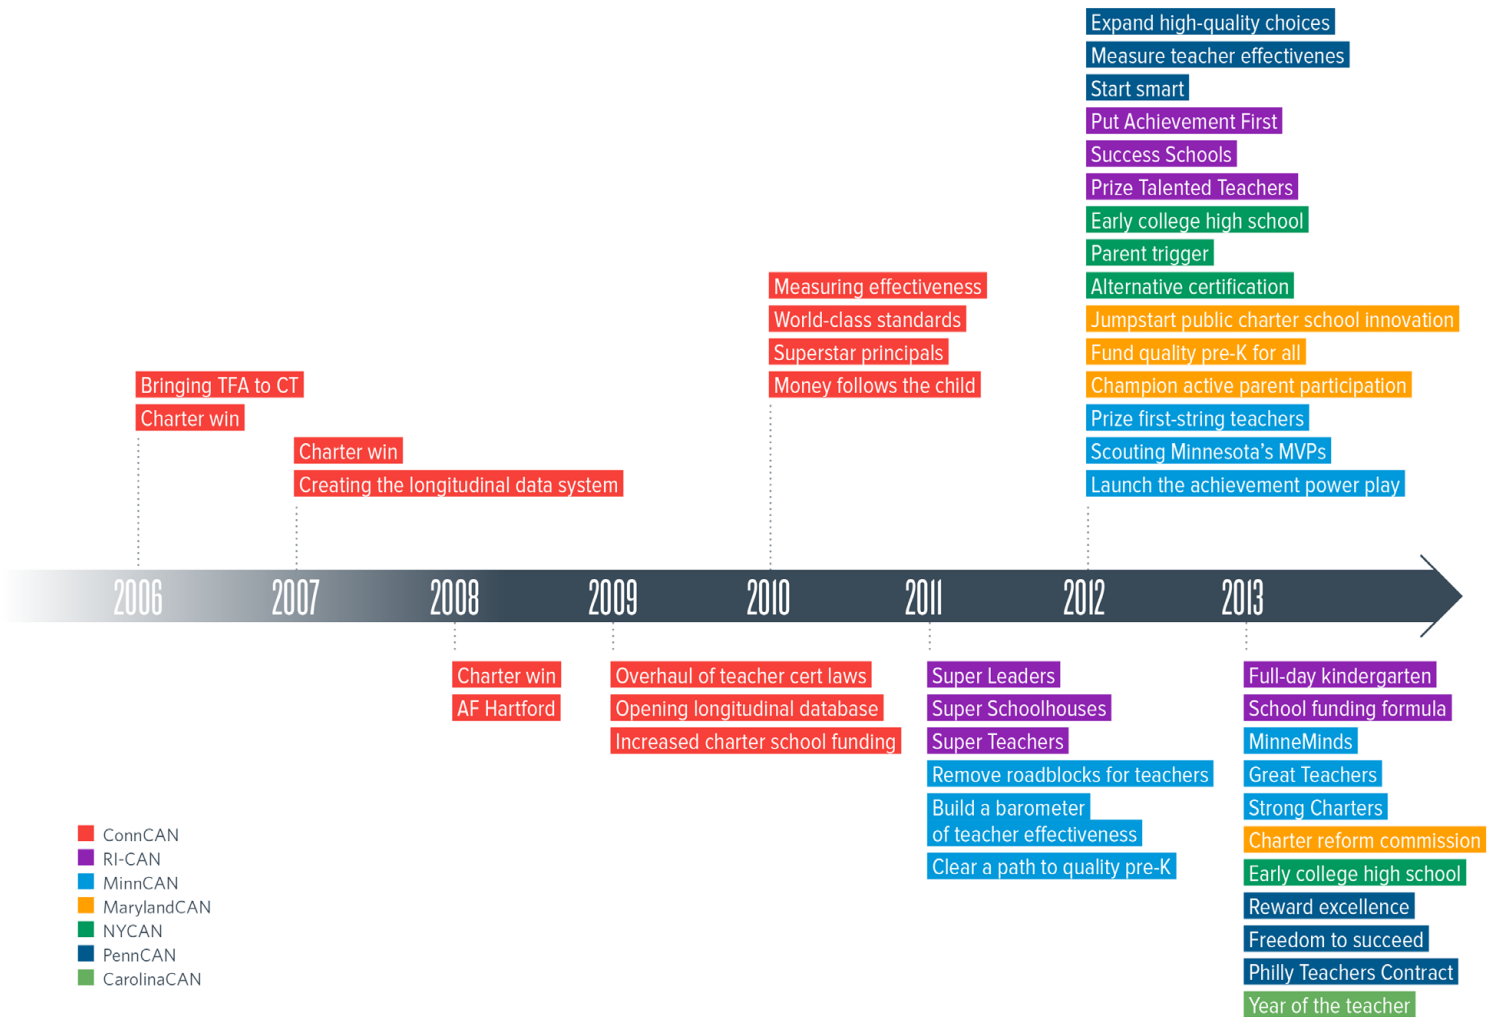 Expand high-quality choices
Measure teacher effectivenes
Start smart
Put Achievement First
Success Schools
Prize Talented Teachers
Early college high school
Parent trigger
Alternative certification
Jumpstart public charter school innovation
Fund quality pre-K for all
Champion active parent participation
Prize first-string teachers
Scouting Minnesota's MVPs
Launch the achievement power play
Measuring effectiveness
World-class standards
Superstar principals
Money follows the child
Bringing TFA to CT
Charter win
Charter win
Creating the longitudinal data system
2006 2007 2008 2009 2010 2011 2012 2013
Charter win
AF Hartford
Overhaul of teacher cert laws
Opening longitudinal database
Increased charter school funding
Super Leaders
Super Schoolhouses
Super Teachers
Remove roadblocks for teachers
Build a barometer
of teacher effectiveness
Clear a path to quality pre-K
Full-day kindergarten
School funding formula
MinneMinds
Great Teachers
Strong Charters
Charter reform commission
Early college high school
Reward excellence
Freedom to succeed
Philly Teachers Contract
Year of the teacher
ConnCAN
RI-CAN
MinnCAN
MarylandCAN
NYCAN
PennCAN
CarolinaCAN